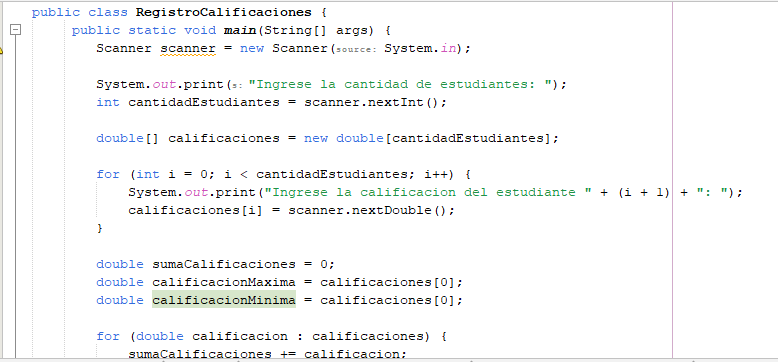 public class RegistroCalificaciones {
public static void main(String[] args) {
Scanner scanner = new Scanner(source: System.in);
System.out.print(s: "Ingrese la cantidad de estudiantes: ");
int cantidadEstudiantes = scanner.nextInt();
double[] calificaciones = new double[cantidadEstudiantes];
for (int i = 0; i < cantidadEstudiantes; i++) {
System.out.print("Ingrese la calificacion del estudiante " + (i + 1) + ": ");
calificaciones[i] = scanner.nextDouble();
}
double sumaCalificaciones = 0;
double calificacionMaxima = calificaciones[0];
double calificacionMinima = calificaciones[0];
for (double calificacion : calificaciones) {
sumaCalificaciones += calificacion;